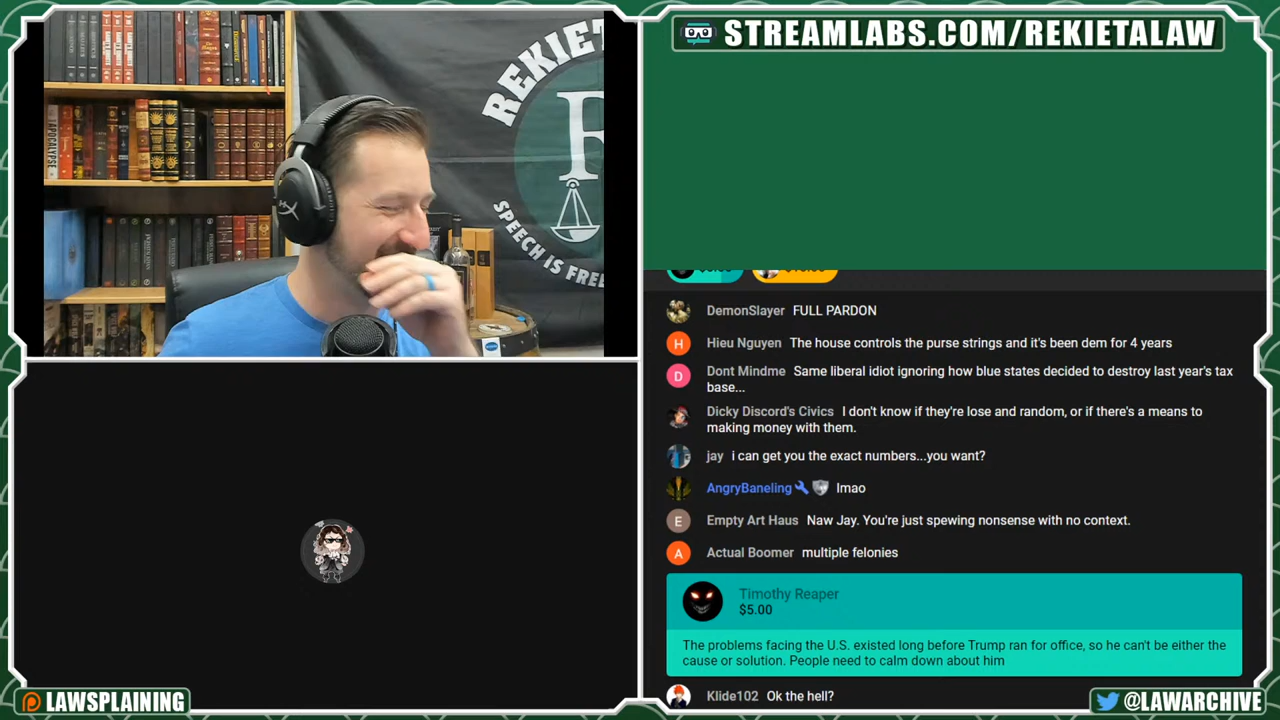 STREAMLABS.COM/REKIETALAW
REKIET
R
SPEECH IS FREE
APOCALYPSE
DemonSlayer FULL PARDON
Hieu Nguyen The house controls the purse strings and it's been dem for 4 years
D Dont Mindme Same liberal idiot ignoring how blue states decided to destroy last year's tax
base...
Dicky Discord's Civics I don't know if they're lose and random, or if there's a means to
making money with them.
jay i can get you the exact numbers...you want?
AngryBaneling lmao
E Empty Art Haus Naw Jay. You're just spewing nonsense with no context.
A Actual Boomer multiple felonies
Timothy Reaper
$5.00
The problems facing the U.S. existed long before Trump ran for office, so he can't be either the
cause or solution. People need to calm down about him
Klide102 Ok the hell?
LAWSPLAINING
@LAWARCHIVE